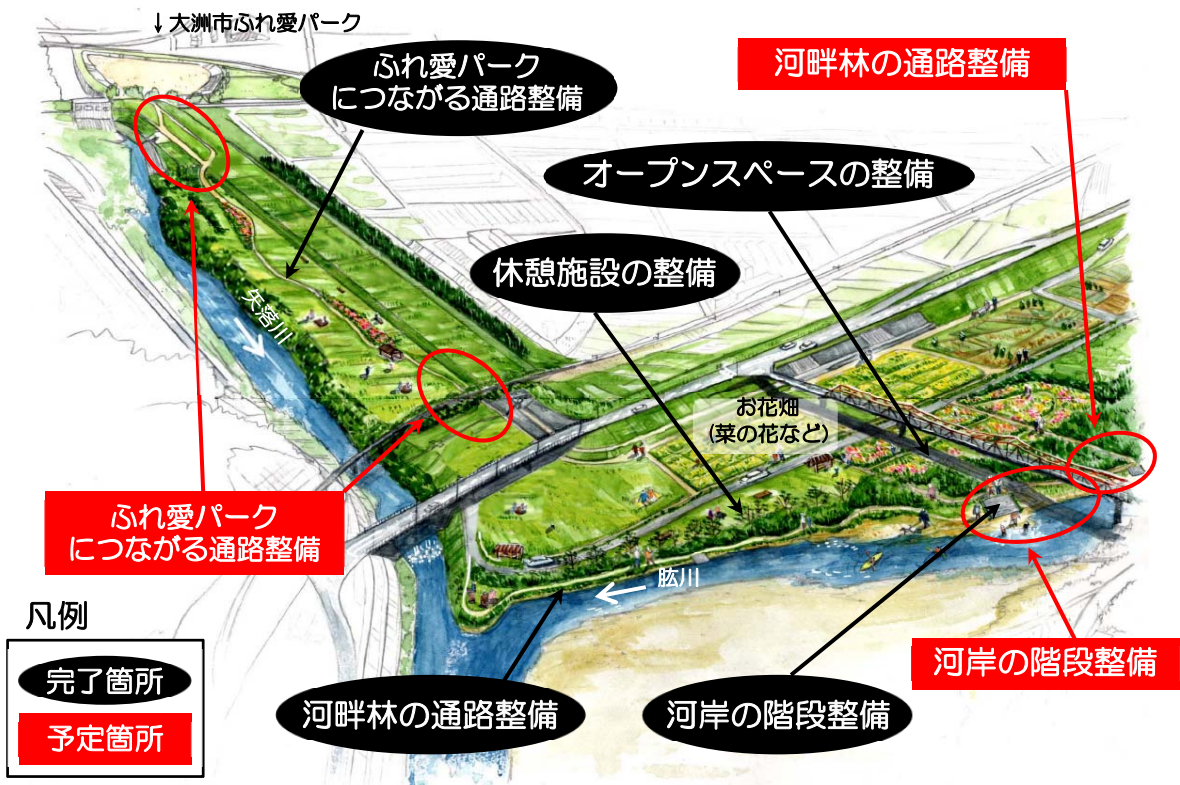 ↓大洲市ふれ愛パーク
ふれ愛パーク
につながる通路整備
河畔林の通路整備
オープンスペースの整備
休憩施設の整備
矢落川
お花畑
(菜の花など)
ふれ愛パーク
につながる通路整備
肱川
河岸の階段整備
河畔林の通路整備
河岸の階段整備
凡例
完了箇所
予定箇所